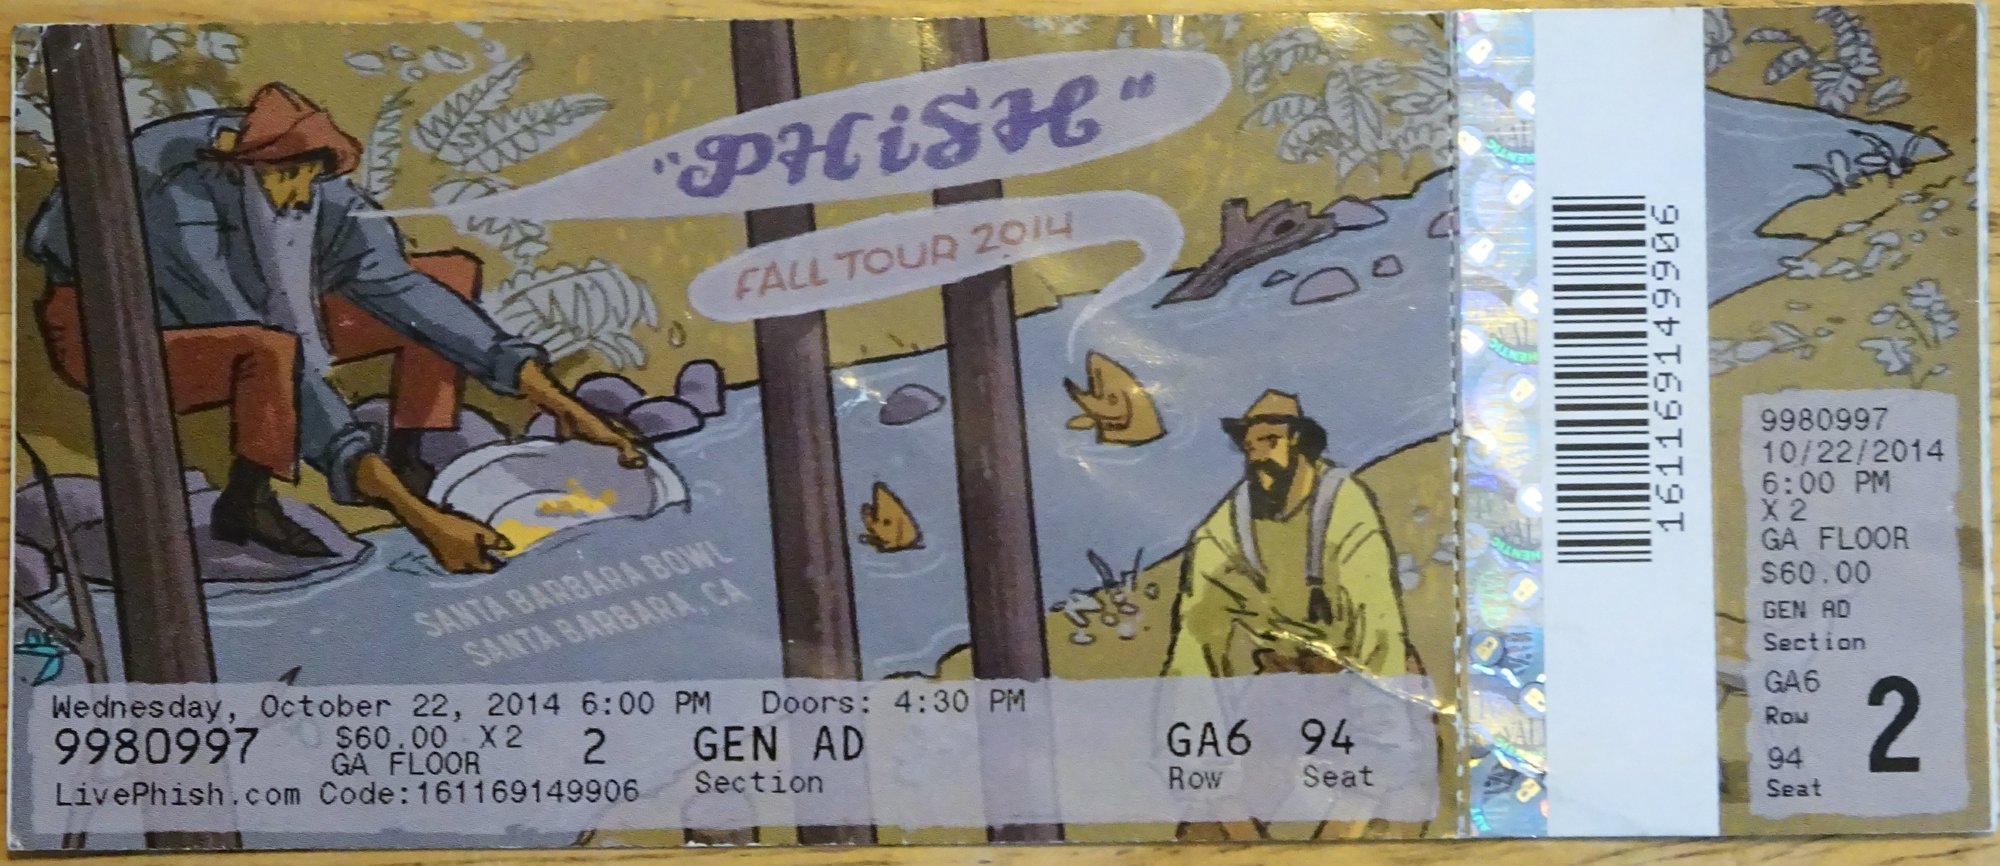 "PHiSH"
FALL TOUR 2014
SANTA BARBARA BOWL
SANTA BARBARA, CA
Wednesday, October 22, 2014 6:00 PM Doors: 4:30 PM
9980997 $60.00 X2 2 GEN AD GA6 94
GA FLOOR Section Row Seat
LivePhish.com Code:161169149906
161169149906
9980997
10/22/2014
6:00 PM
X2
GA FLOOR
$60.00
GEN AD
Section
GA6
Row
2
94
Seat